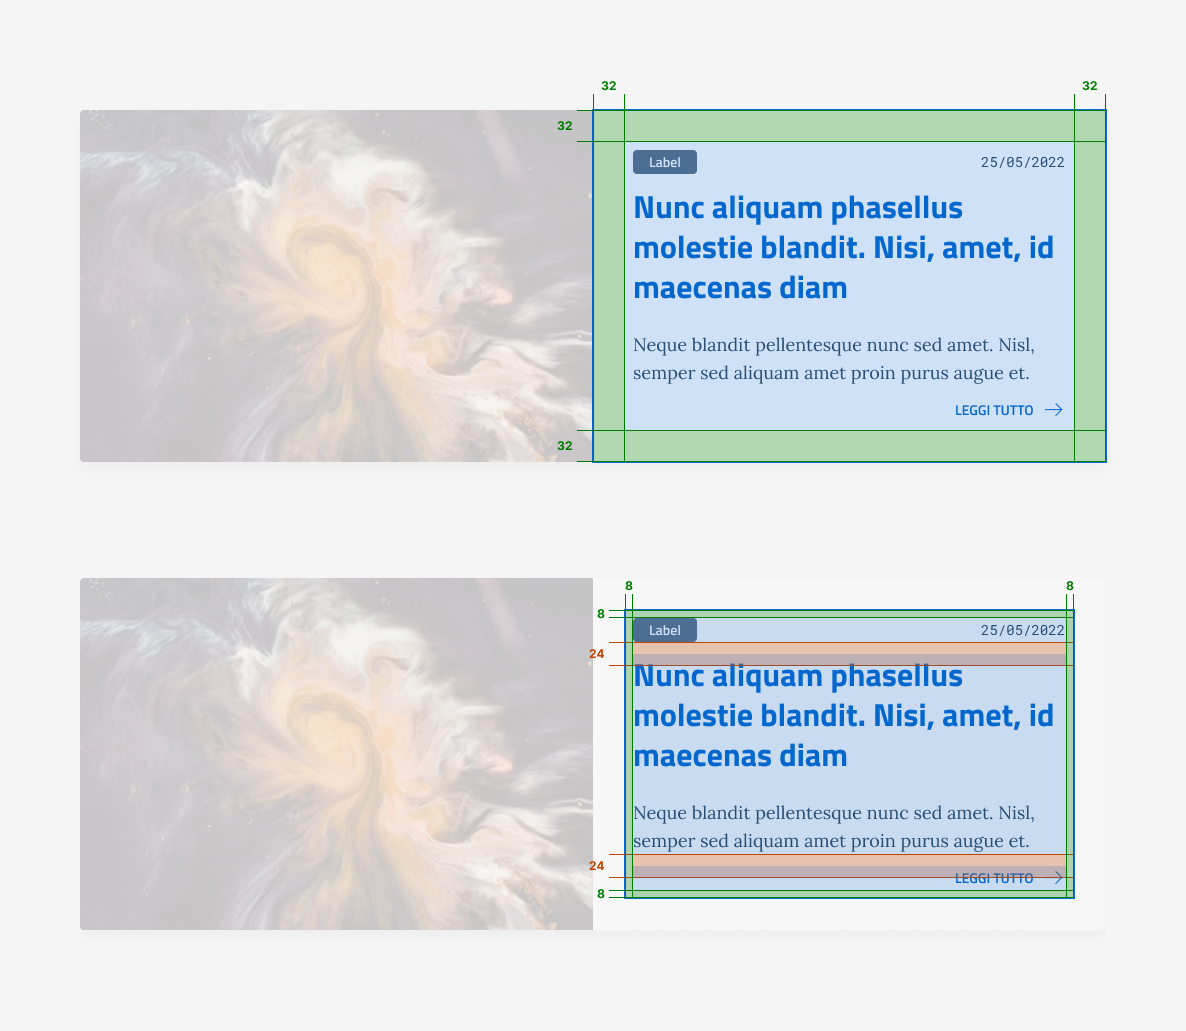 32 32
32
Label 25/05/2022
Nunc aliquam phasellus
molestie blandit. Nisi, amet, id
maecenas diam
Neque blandit pellentesque nunc sed amet. Nisl,
semper sed aliquam amet proin purus augue et.
LEGGI TUTTO
32
8 8
8
Label 25/05/2022
24
Nunc aliquam phasellus
molestie blandit. Nisi, amet, id
maecenas diam
Neque blandit pellentesque nunc sed amet. Nisl,
semper sed aliquam amet proin purus augue et.
24
LEGGI TUTTO
8